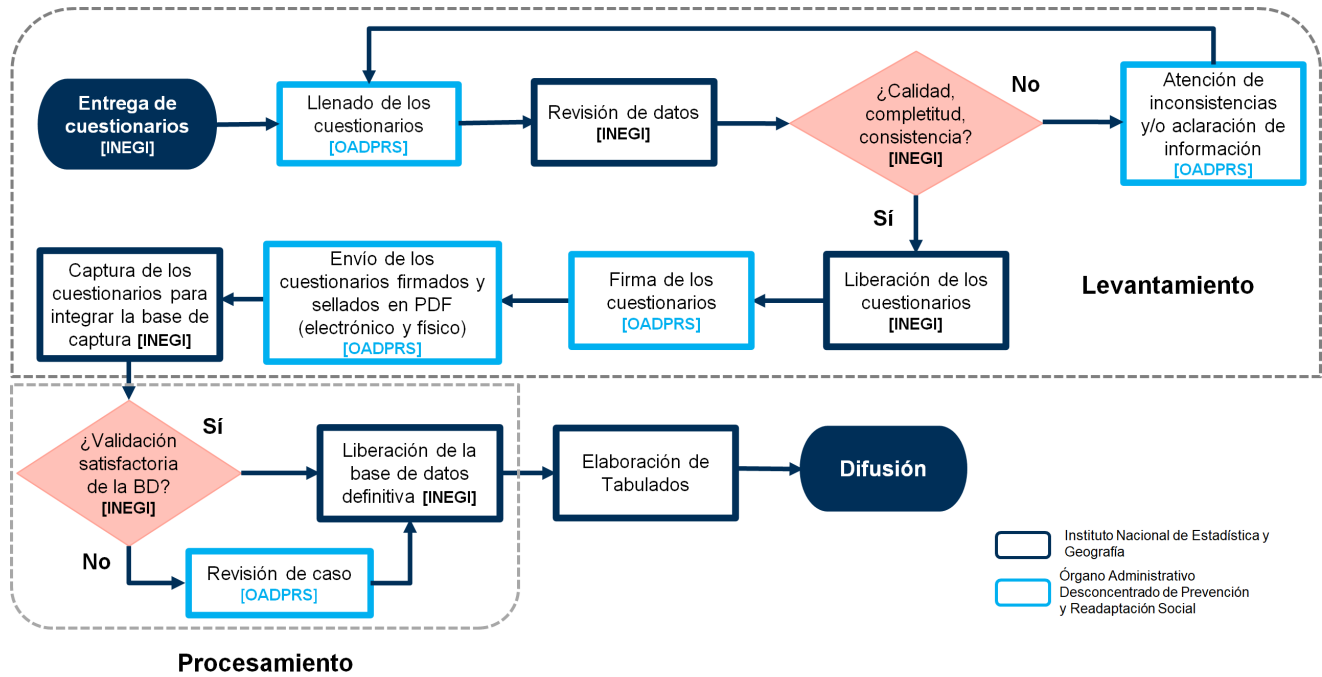 Entrega de
cuestionarios
[INEGI]
Llenado de los
cuestionarios
[OADPRS]
Revisión de datos
[INEGI]
¿Calidad,
completitud,
consistencia?
[INEGI]
No
Atención de
inconsistencias
y/o aclaración de
información
[OADPRS]
Sí
Captura de los
cuestionarios para
integrar la base de
captura [INEGI]
Envío de los
cuestionarios firmados y
sellados en PDF
(electrónico y físico)
[OADPRS]
Firma de los
cuestionarios
[OADPRS]
Liberación de los
cuestionarios
[INEGI]
Levantamiento
¿Validación
satisfactoria
de la BD?
[INEGI]
Sí
Liberación de la
base de datos
definitiva [INEGI]
Elaboración de
Tabulados
Difusión
No
Revisión de caso
[OADPRS]
Instituto Nacional de Estadística y
Geografía
Órgano Administrativo
Desconcentrado de Prevención
y Readaptación Social
Procesamiento